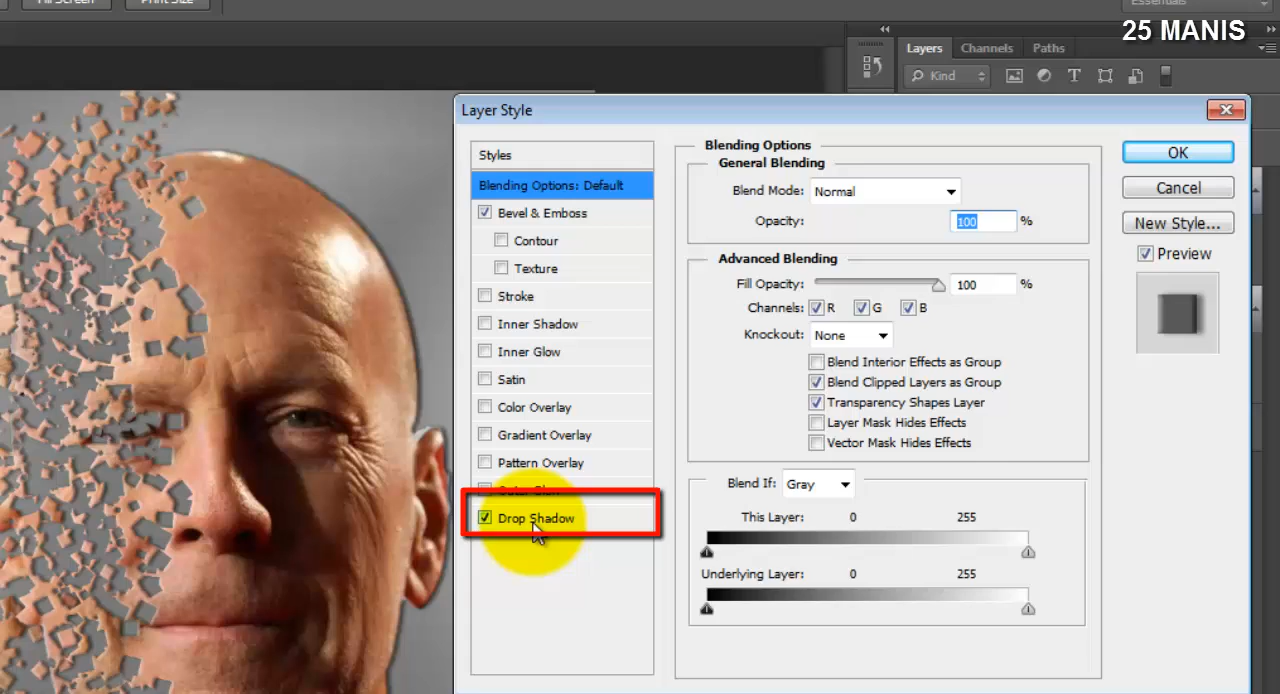 Fill Screen
Print Size
Essentials
25 MANIS
Layers
Channels
Paths
Kind
Layer Style
Styles
Blending Options: Default
Bevel & Emboss
Contour
Texture
Stroke
Inner Shadow
Inner Glow
Satin
Color Overlay
Gradient Overlay
Pattern Overlay
Outer Glow
Drop Shadow
Blending Options
General Blending
Blend Mode: Normal
Opacity: 100 %
Advanced Blending
Fill Opacity: 100 %
Channels: R G B
Knockout: None
Blend Interior Effects as Group
Blend Clipped Layers as Group
Transparency Shapes Layer
Layer Mask Hides Effects
Vector Mask Hides Effects
Blend If: Gray
This Layer: 0 255
Underlying Layer: 0 255
OK
Cancel
New Style...
Preview